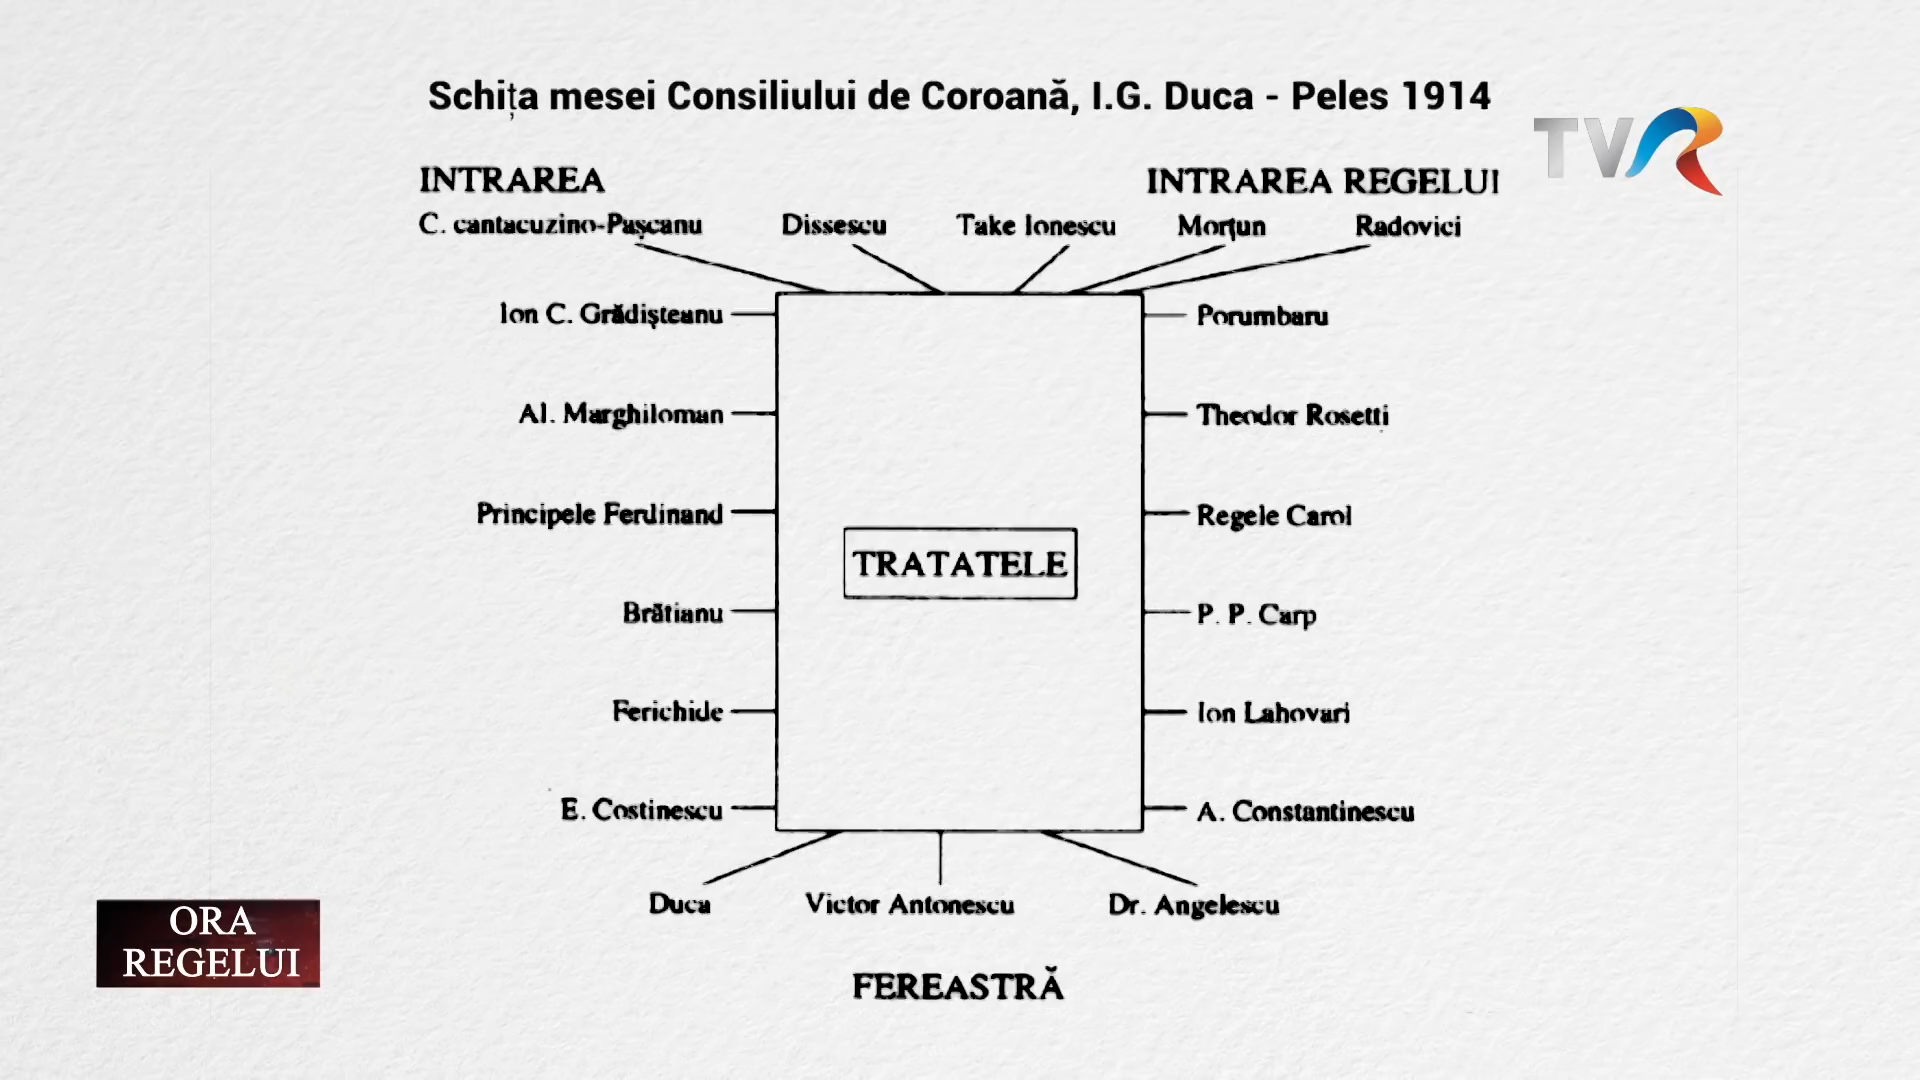 Schița mesei Consiliului de Coroană, I.G. Duca - Peles 1914
TVR
INTRAREA
INTRAREA REGELUI
C. cantacuzino-Pașcanu
Dissescu
Take Ionescu
Morțun
Radovici
Ion C. Grădișteanu
Porumbaru
Al. Marghiloman
Theodor Rosetti
Principele Ferdinand
Regele Carol
TRATATELE
Brătianu
P. P. Carp
Ferichide
Ion Lahovari
E. Costinescu
A. Constantinescu
Duca
Victor Antonescu
Dr. Angelescu
FEREASTRĂ
ORA
REGELUI